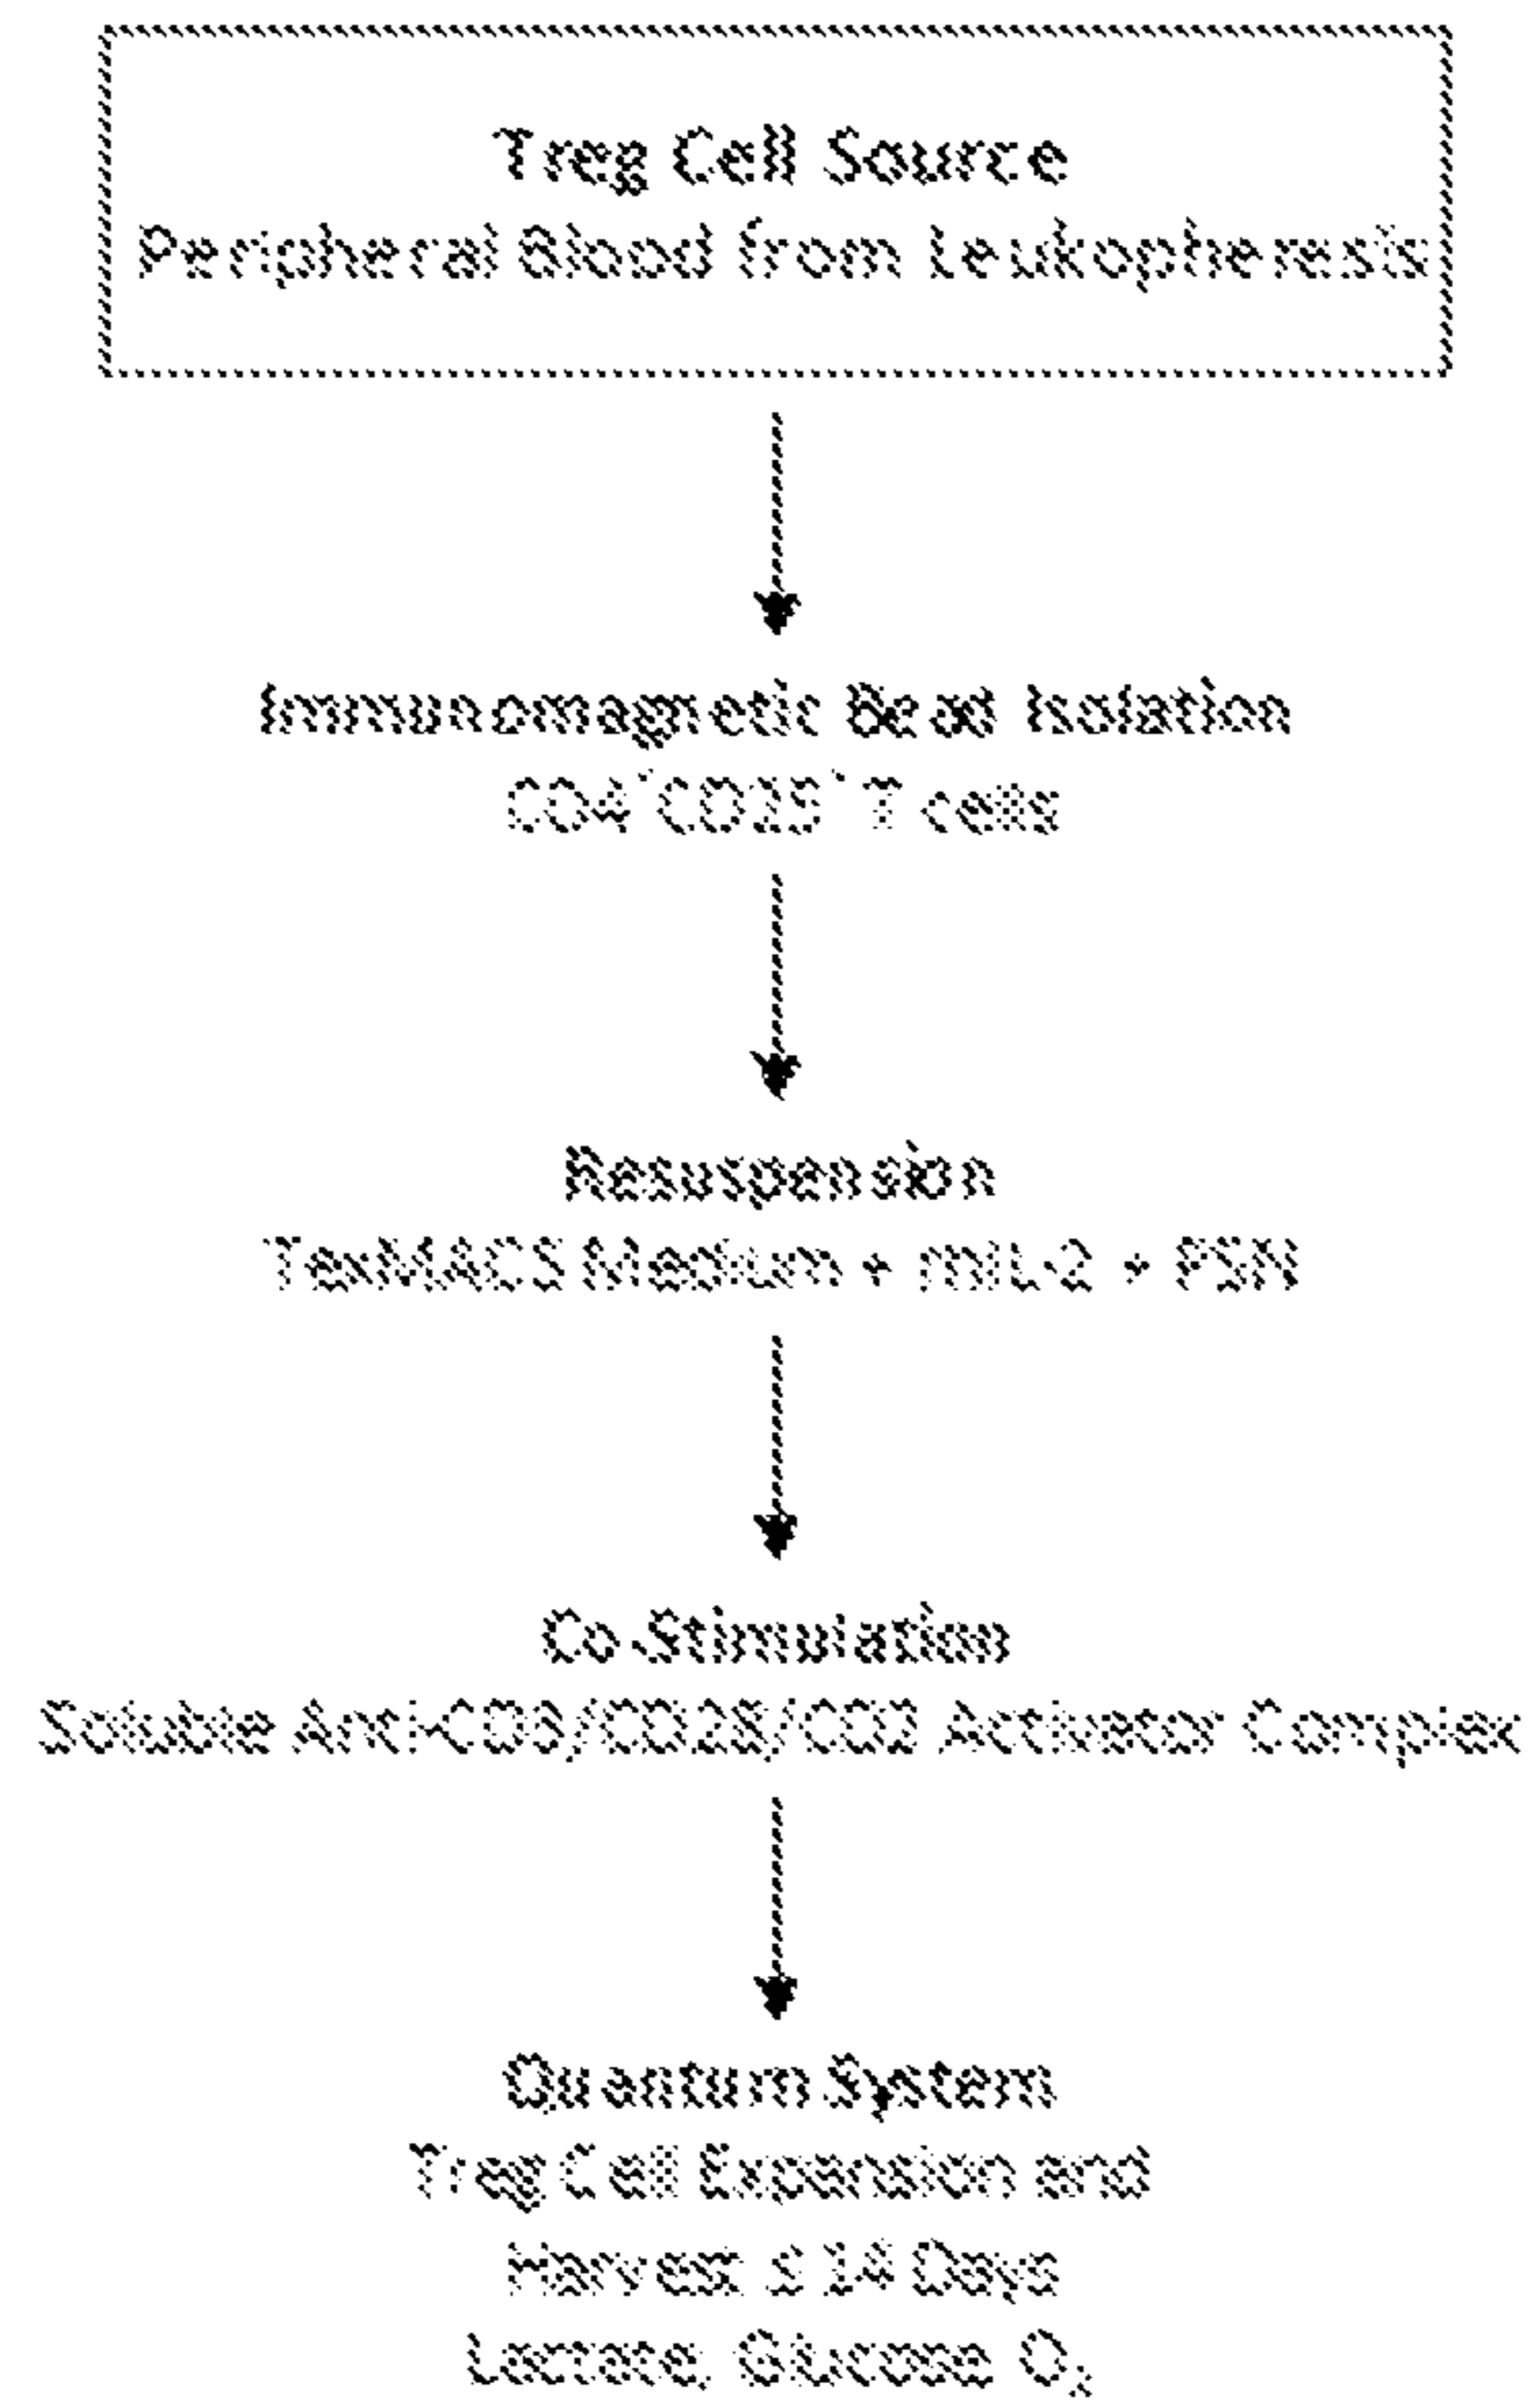 Treg Cell Source
Peripheral Blood from Leukopheresis
Immunomagnetic Bead Isolation
CD4⁺CD25⁺ T cells
Resuspension
TexMACS Medium + rhIL-2 + PSN
Co-Stimulation
Soluble Anti-CD3/CD28/CD2 Activator Complex
Quantum System
Treg Cell Expansion and
Harvest ≤ 14 Days
Lactate, Glucose